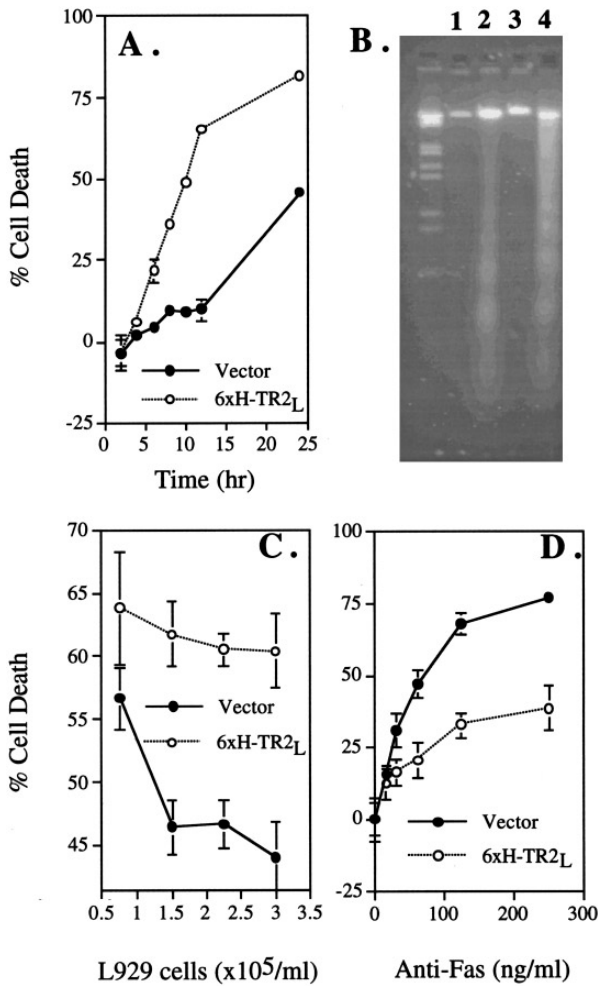 A .
100
75
50
25
0
-25
% Cell Death
Vector
6xH-TR2L
0 5 10 15 20 25
Time (hr)
B .
1 2 3 4
C .
70
65
60
55
50
45
% Cell Death
Vector
6xH-TR2L
0.5 1 1.5 2 2.5 3 3.5
L929 cells (x10⁵/ml)
D .
100
75
50
25
0
-25
Vector
6xH-TR2L
0 100 200 300
Anti-Fas (ng/ml)